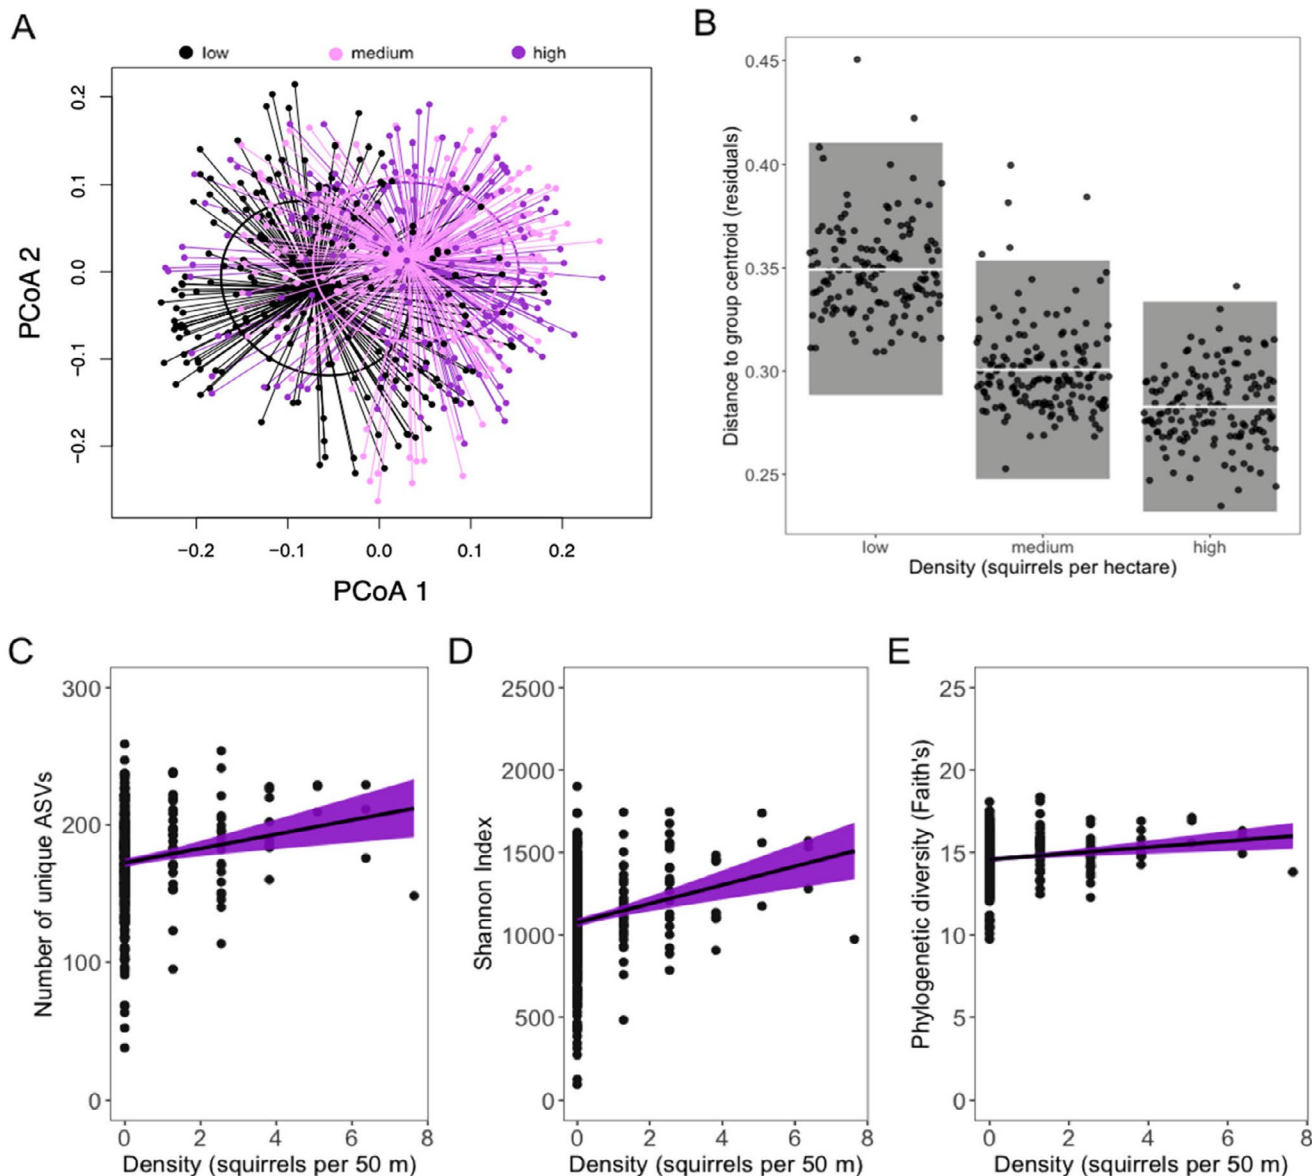 A
low medium high
0.2
0.1
0.0
−0.1
−0.2
PCoA 2
−0.2 −0.1 0.0 0.1 0.2
PCoA 1
B
0.45
0.40
0.35
0.30
0.25
Distance to group centroid (residuals)
low medium high
Density (squirrels per hectare)
C
300
200
100
0
Number of unique ASVs
0 2 4 6 8
Density (squirrels per 50 m)
D
2500
2000
1500
1000
500
0
Shannon Index
0 2 4 6 8
Density (squirrels per 50 m)
E
25
20
15
10
5
0
Phylogenetic diversity (Faith's)
0 2 4 6 8
Density (squirrels per 50 m)